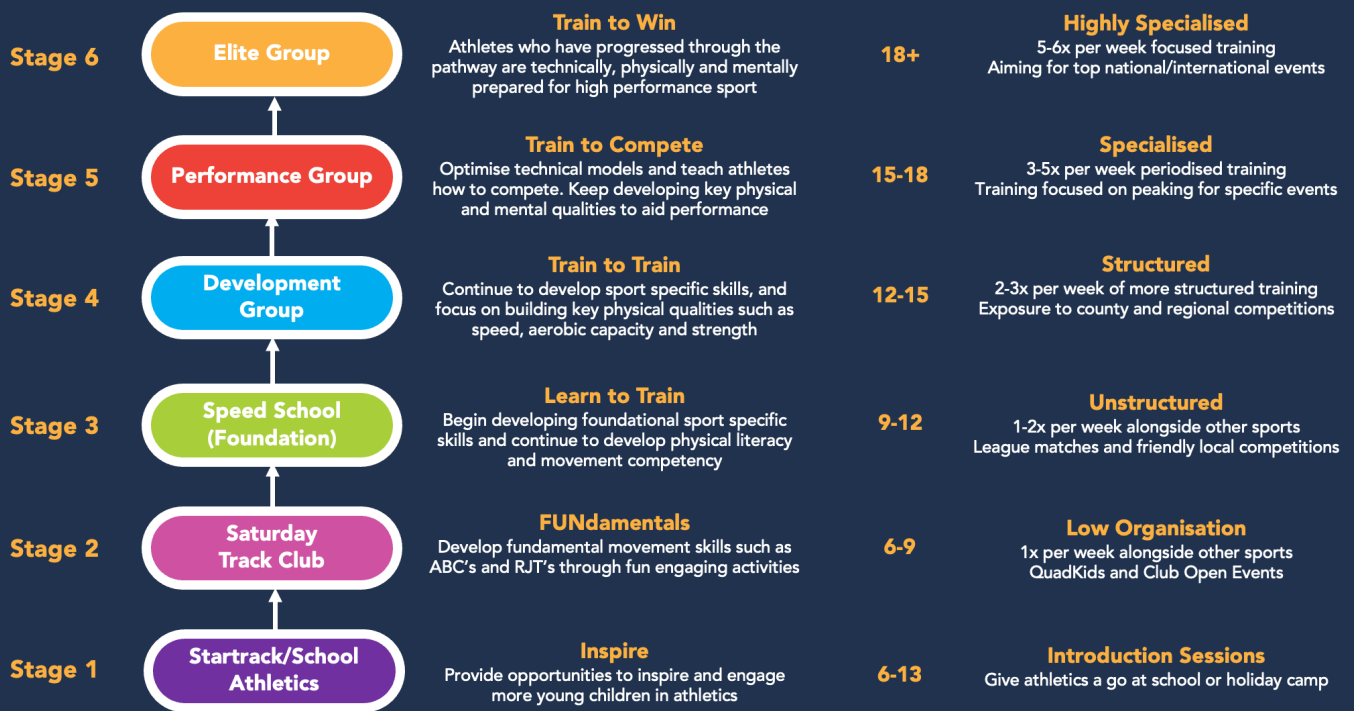 Stage 6
Elite Group
Train to Win
Athletes who have progressed through the
pathway are technically, physically and mentally
prepared for high performance sport
18+
Highly Specialised
5-6x per week focused training
Aiming for top national/international events
Stage 5
Performance Group
Train to Compete
Optimise technical models and teach athletes
how to compete. Keep developing key physical
and mental qualities to aid performance
15-18
Specialised
3-5x per week periodised training
Training focused on peaking for specific events
Stage 4
Development
Group
Train to Train
Continue to develop sport specific skills, and
focus on building key physical qualities such as
speed, aerobic capacity and strength
12-15
Structured
2-3x per week of more structured training
Exposure to county and regional competitions
Stage 3
Speed School
(Foundation)
Learn to Train
Begin developing foundational sport specific
skills and continue to develop physical literacy
and movement competency
9-12
Unstructured
1-2x per week alongside other sports
League matches and friendly local competitions
Stage 2
Saturday
Track Club
FUNdamentals
Develop fundamental movement skills such as
ABC's and RJT's through fun engaging activities
6-9
Low Organisation
1x per week alongside other sports
QuadKids and Club Open Events
Stage 1
Startrack/School
Athletics
Inspire
Provide opportunities to inspire and engage
more young children in athletics
6-13
Introduction Sessions
Give athletics a go at school or holiday camp